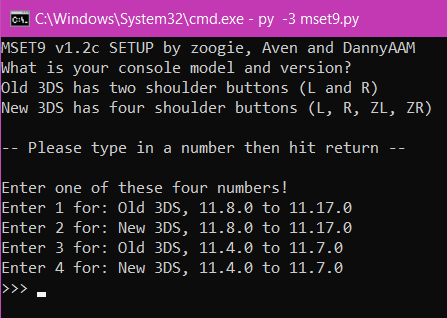 C:\Windows\System32\cmd.exe - py  -3 mset9.py
MSET9 v1.2c SETUP by zoogie, Aven and DannyAAM
What is your console model and version?
Old 3DS has two shoulder buttons (L and R)
New 3DS has four shoulder buttons (L, R, ZL, ZR)
-- Please type in a number then hit return --
Enter one of these four numbers!
Enter 1 for: Old 3DS, 11.8.0 to 11.17.0
Enter 2 for: New 3DS, 11.8.0 to 11.17.0
Enter 3 for: Old 3DS, 11.4.0 to 11.7.0
Enter 4 for: New 3DS, 11.4.0 to 11.7.0
>>>